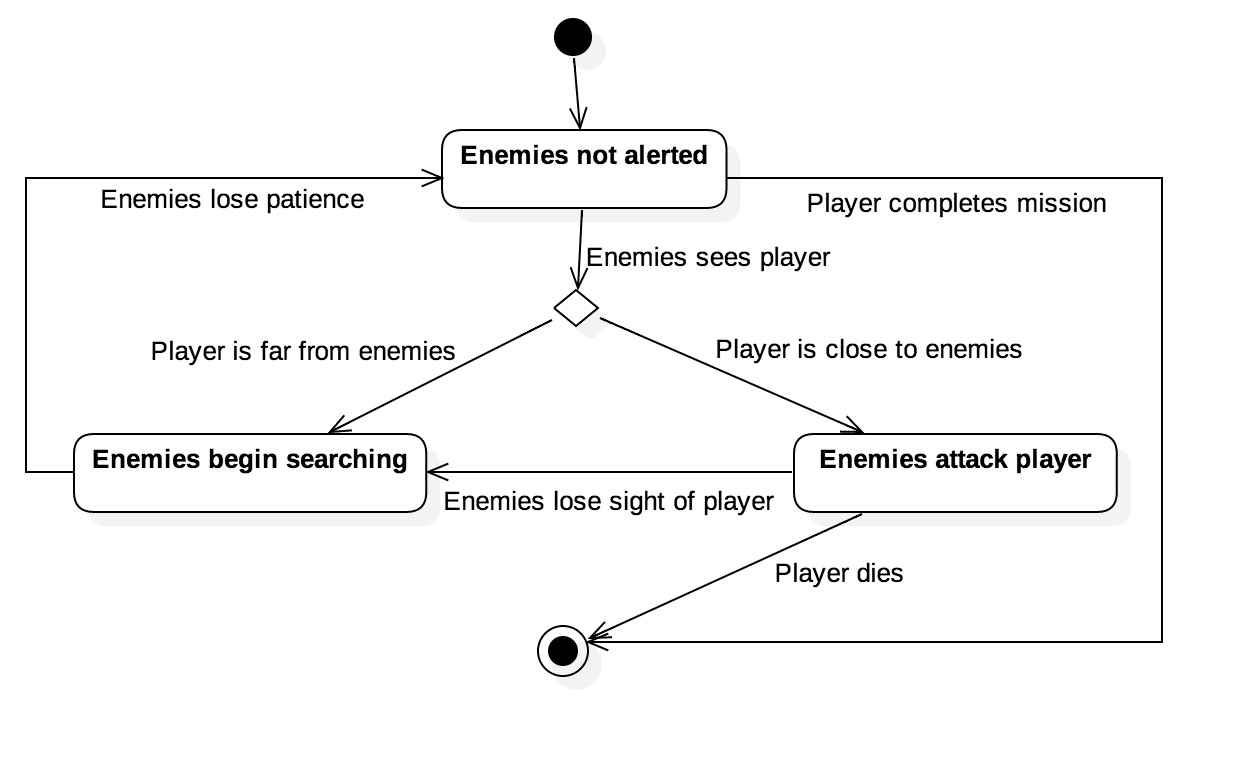 Enemies not alerted
Enemies lose patience
Player completes mission
Enemies sees player
Player is far from enemies
Player is close to enemies
Enemies begin searching
Enemies attack player
Enemies lose sight of player
Player dies